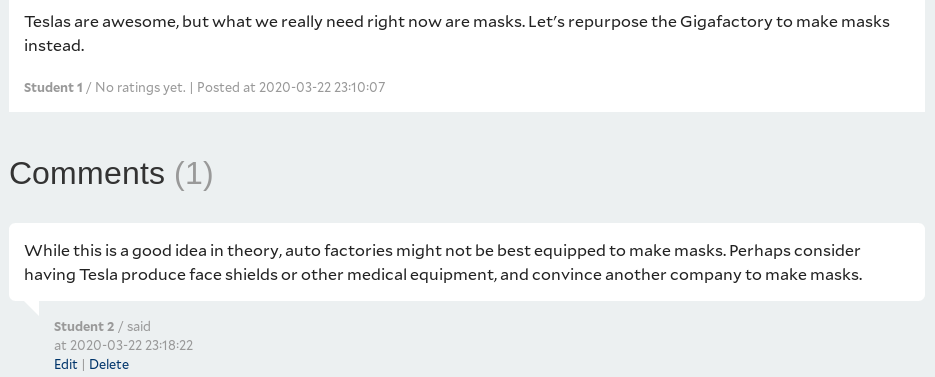 Teslas are awesome, but what we really need right now are masks. Let's repurpose the Gigafactory to make masks
instead.
Student 1 / No ratings yet. | Posted at 2020-03-22 23:10:07
Comments (1)
While this is a good idea in theory, auto factories might not be best equipped to make masks. Perhaps consider
having Tesla produce face shields or other medical equipment, and convince another company to make masks.
Student 2 / said
at 2020-03-22 23:18:22
Edit | Delete